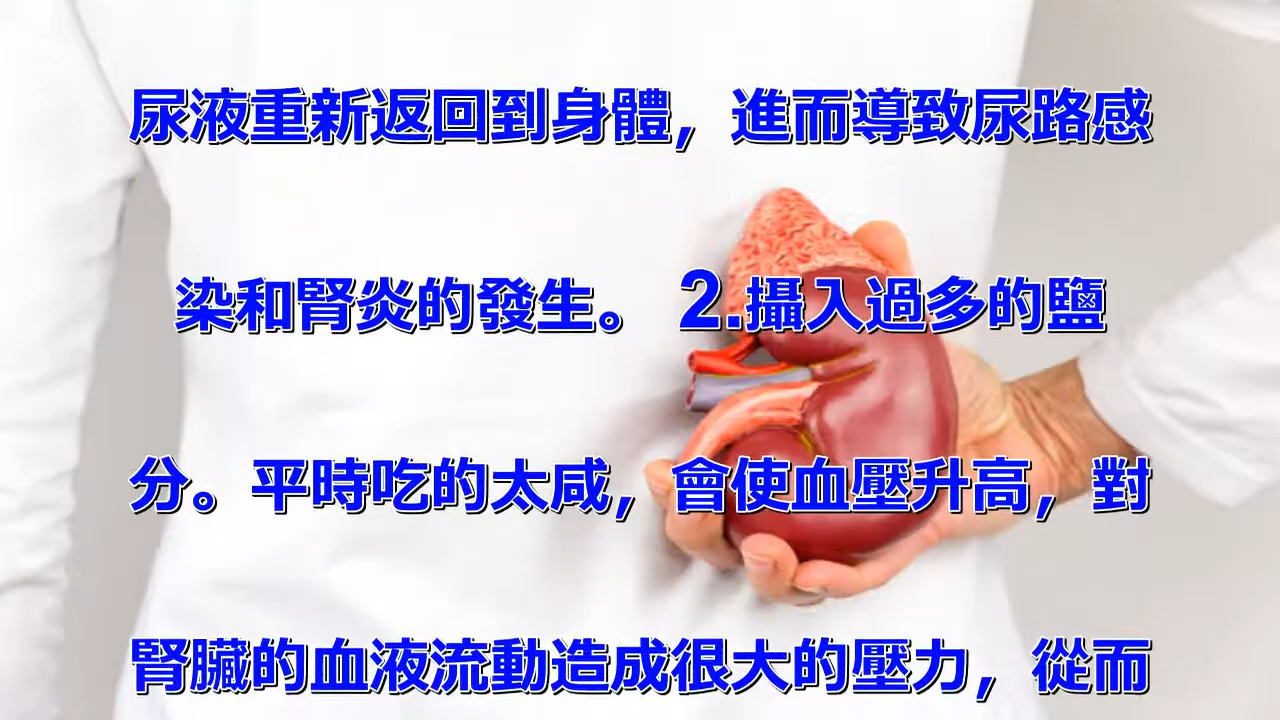 尿液重新返回到身體，進而導致尿路感
染和腎炎的發生。 2.攝入過多的鹽
分。平時吃的太咸，會使血壓升高，對
腎臟的血液流動造成很大的壓力，從而